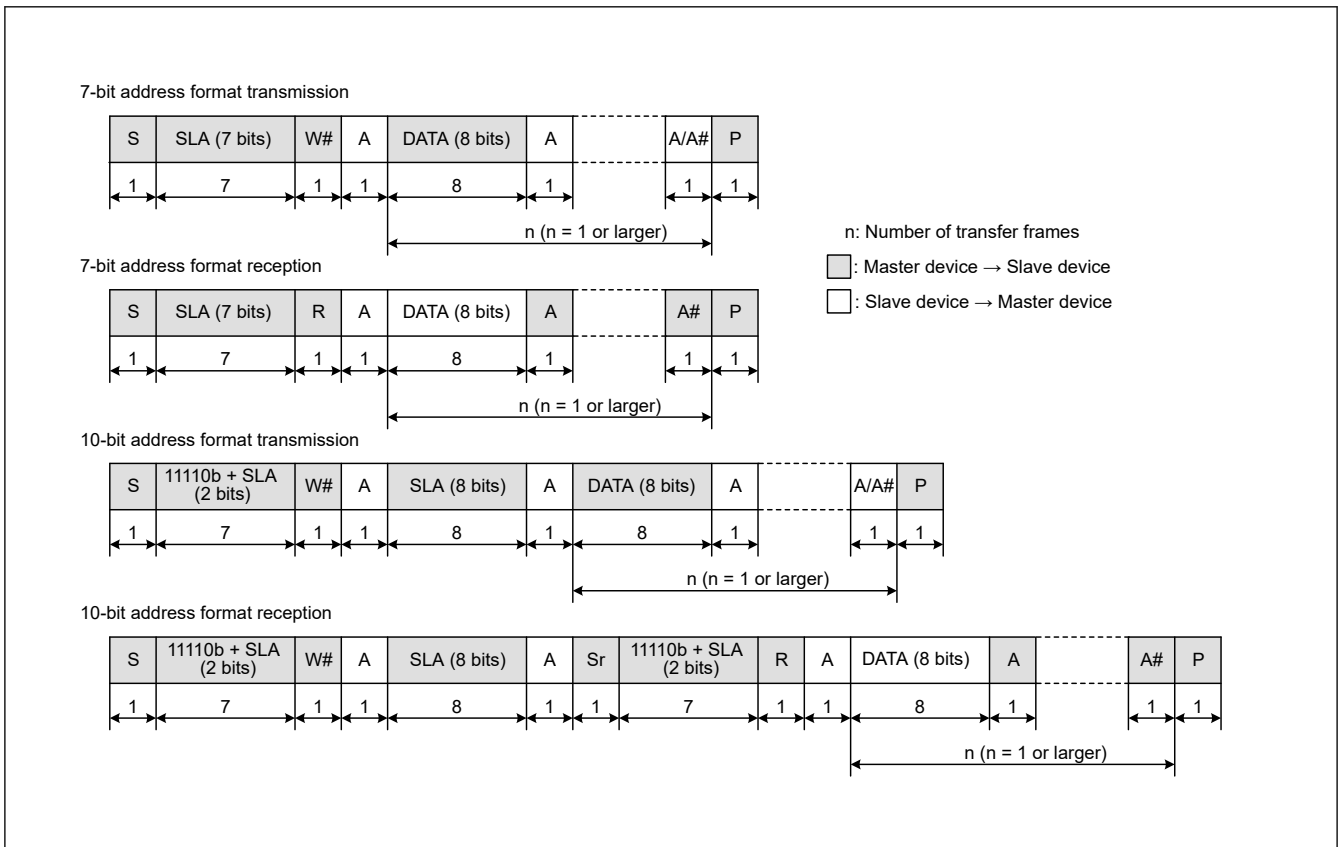 7-bit address format transmission
S SLA (7 bits) W# A DATA (8 bits) A A/A# P
1 7 1 1 8 1 1 1
n (n = 1 or larger)
n: Number of transfer frames
: Master device → Slave device
: Slave device → Master device
7-bit address format reception
S SLA (7 bits) R A DATA (8 bits) A A# P
1 7 1 1 8 1 1 1
n (n = 1 or larger)
10-bit address format transmission
S 11110b + SLA (2 bits) W# A SLA (8 bits) A DATA (8 bits) A A/A# P
1 7 1 1 8 1 8 1 1 1
n (n = 1 or larger)
10-bit address format reception
S 11110b + SLA (2 bits) W# A SLA (8 bits) A Sr 11110b + SLA (2 bits) R A DATA (8 bits) A A# P
1 7 1 1 8 1 1 7 1 1 8 1 1 1
n (n = 1 or larger)